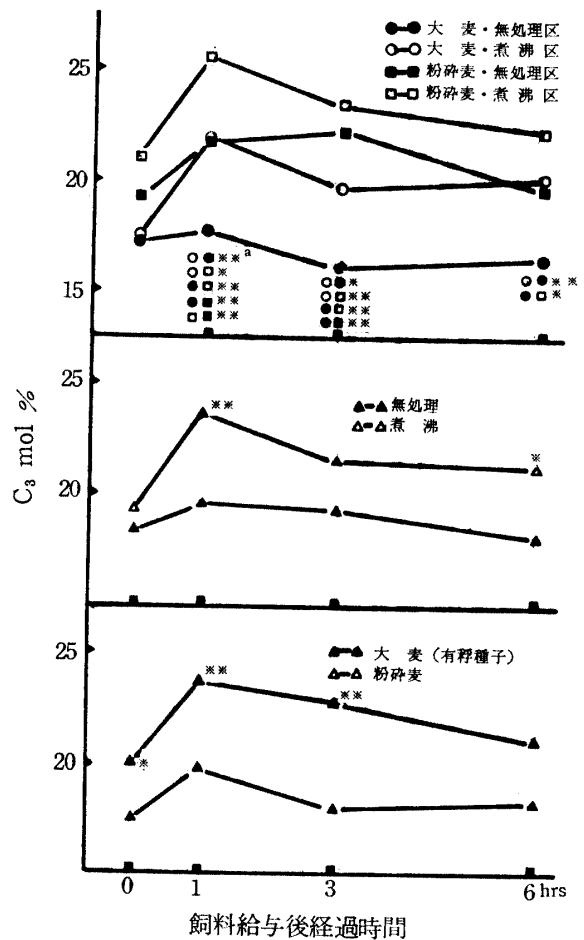 大 麦・無処理区
大 麦・煮沸区
粉砕麦・無処理区
粉砕麦・煮沸区
25
20
15
※※a
※
※※
※※
※※
※
※※
※※
※※
※※
※
25
20
※※
※
無処理
煮 沸
C₃ mol %
25
20
※
※※
※※
大 麦(有稃種子)
粉砕麦
0 1 3 6 hrs
飼料給与後経過時間